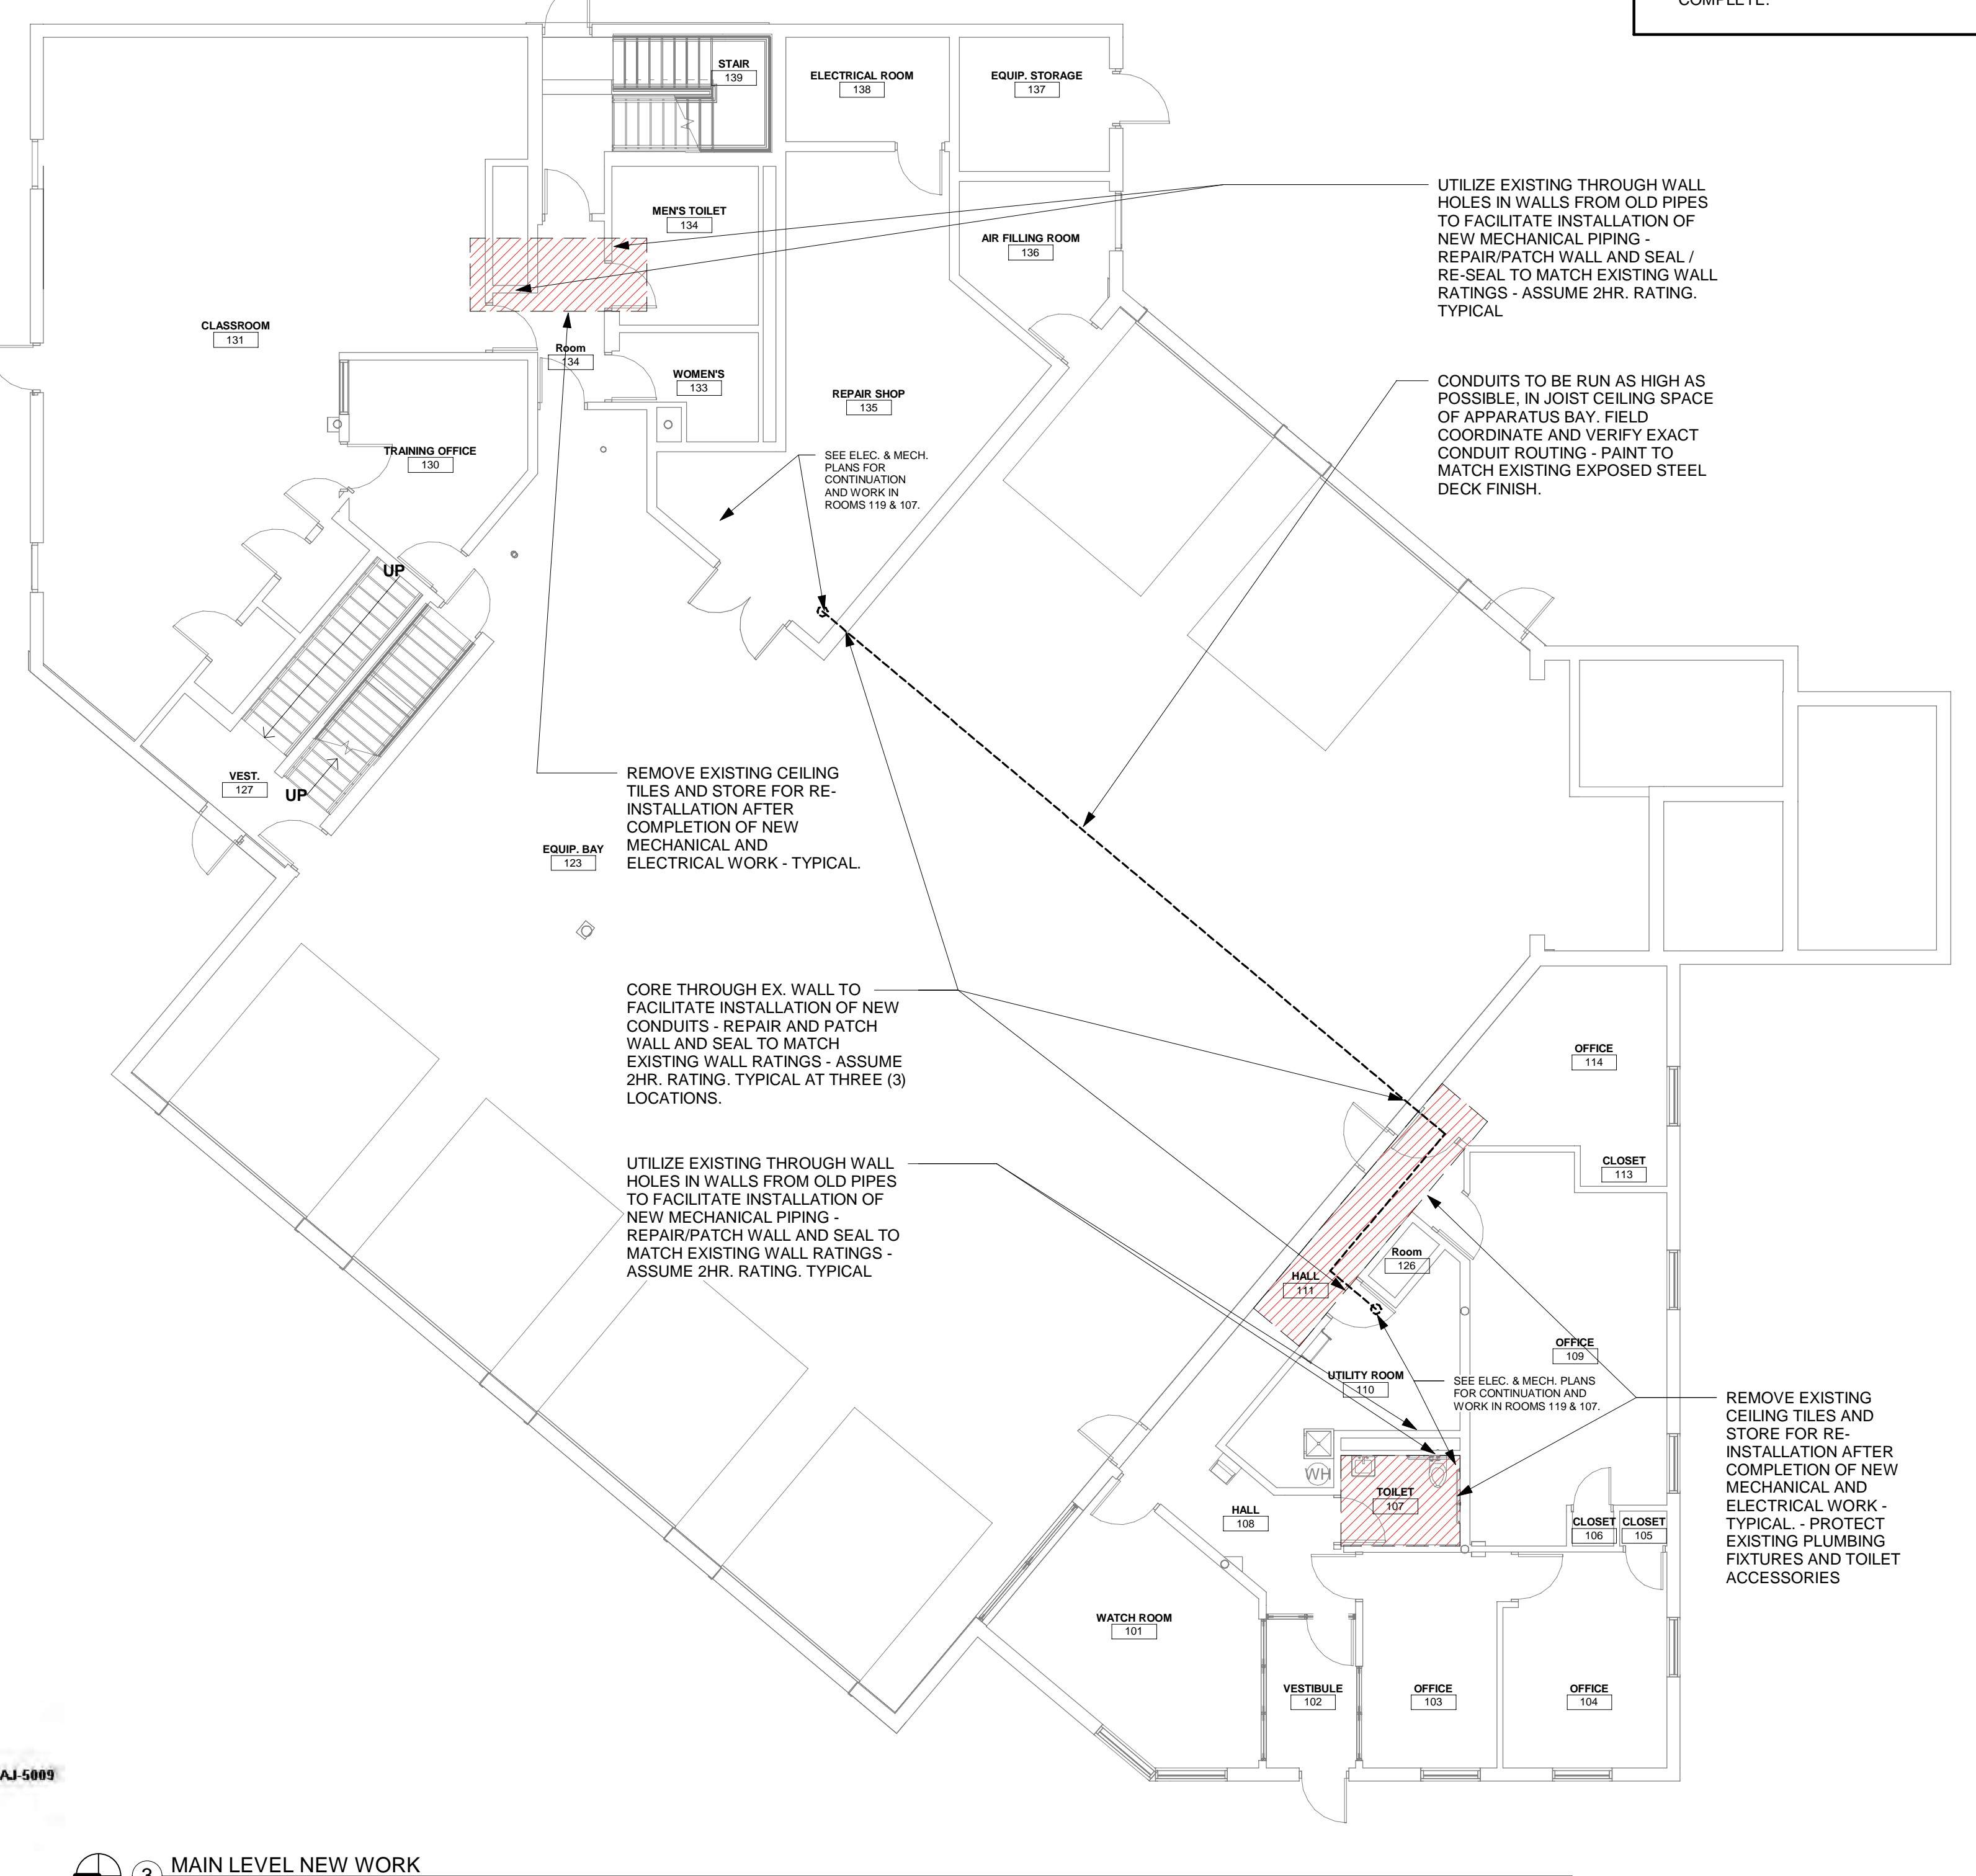 COMPLETE.
STAIR
139
ELECTRICAL ROOM
138
EQUIP. STORAGE
137
MEN'S TOILET
134
AIR FILLING ROOM
136
UTILIZE EXISTING THROUGH WALL
HOLES IN WALLS FROM OLD PIPES
TO FACILITATE INSTALLATION OF
NEW MECHANICAL PIPING -
REPAIR/PATCH WALL AND SEAL /
RE-SEAL TO MATCH EXISTING WALL
RATINGS - ASSUME 2HR. RATING.
TYPICAL
CLASSROOM
131
Room
134
WOMEN'S
133
REPAIR SHOP
135
CONDUITS TO BE RUN AS HIGH AS
POSSIBLE, IN JOIST CEILING SPACE
OF APPARATUS BAY. FIELD
COORDINATE AND VERIFY EXACT
CONDUIT ROUTING - PAINT TO
MATCH EXISTING EXPOSED STEEL
DECK FINISH.
TRAINING OFFICE
130
SEE ELEC. & MECH.
PLANS FOR
CONTINUATION
AND WORK IN
ROOMS 119 & 107.
UP
VEST.
127
UP
REMOVE EXISTING CEILING
TILES AND STORE FOR RE-
INSTALLATION AFTER
COMPLETION OF NEW
MECHANICAL AND
ELECTRICAL WORK - TYPICAL.
EQUIP. BAY
123
CORE THROUGH EX. WALL TO
FACILITATE INSTALLATION OF NEW
CONDUITS - REPAIR AND PATCH
WALL AND SEAL TO MATCH
EXISTING WALL RATINGS - ASSUME
2HR. RATING. TYPICAL AT THREE (3)
LOCATIONS.
OFFICE
114
UTILIZE EXISTING THROUGH WALL
HOLES IN WALLS FROM OLD PIPES
TO FACILITATE INSTALLATION OF
NEW MECHANICAL PIPING -
REPAIR/PATCH WALL AND SEAL TO
MATCH EXISTING WALL RATINGS -
ASSUME 2HR. RATING. TYPICAL
CLOSET
113
Room
126
HALL
111
OFFICE
109
UTILITY ROOM
110
SEE ELEC. & MECH. PLANS
FOR CONTINUATION AND
WORK IN ROOMS 119 & 107.
REMOVE EXISTING
CEILING TILES AND
STORE FOR RE-
INSTALLATION AFTER
COMPLETION OF NEW
MECHANICAL AND
ELECTRICAL WORK -
TYPICAL. - PROTECT
EXISTING PLUMBING
FIXTURES AND TOILET
ACCESSORIES
WH
TOILET
107
HALL
108
CLOSET
106
CLOSET
105
WATCH ROOM
101
VESTIBULE
102
OFFICE
103
OFFICE
104
AJ-5009
3
MAIN LEVEL NEW WORK